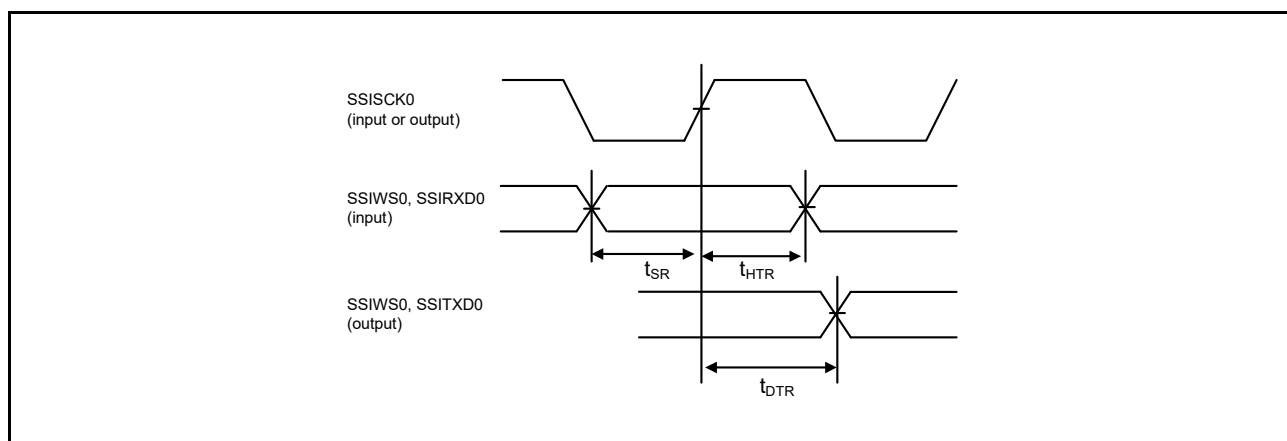 SSISCK0
(input or output)
SSIWS0, SSIRXD0
(input)
tSR
tHTR
SSIWS0, SSITXD0
(output)
tDTR